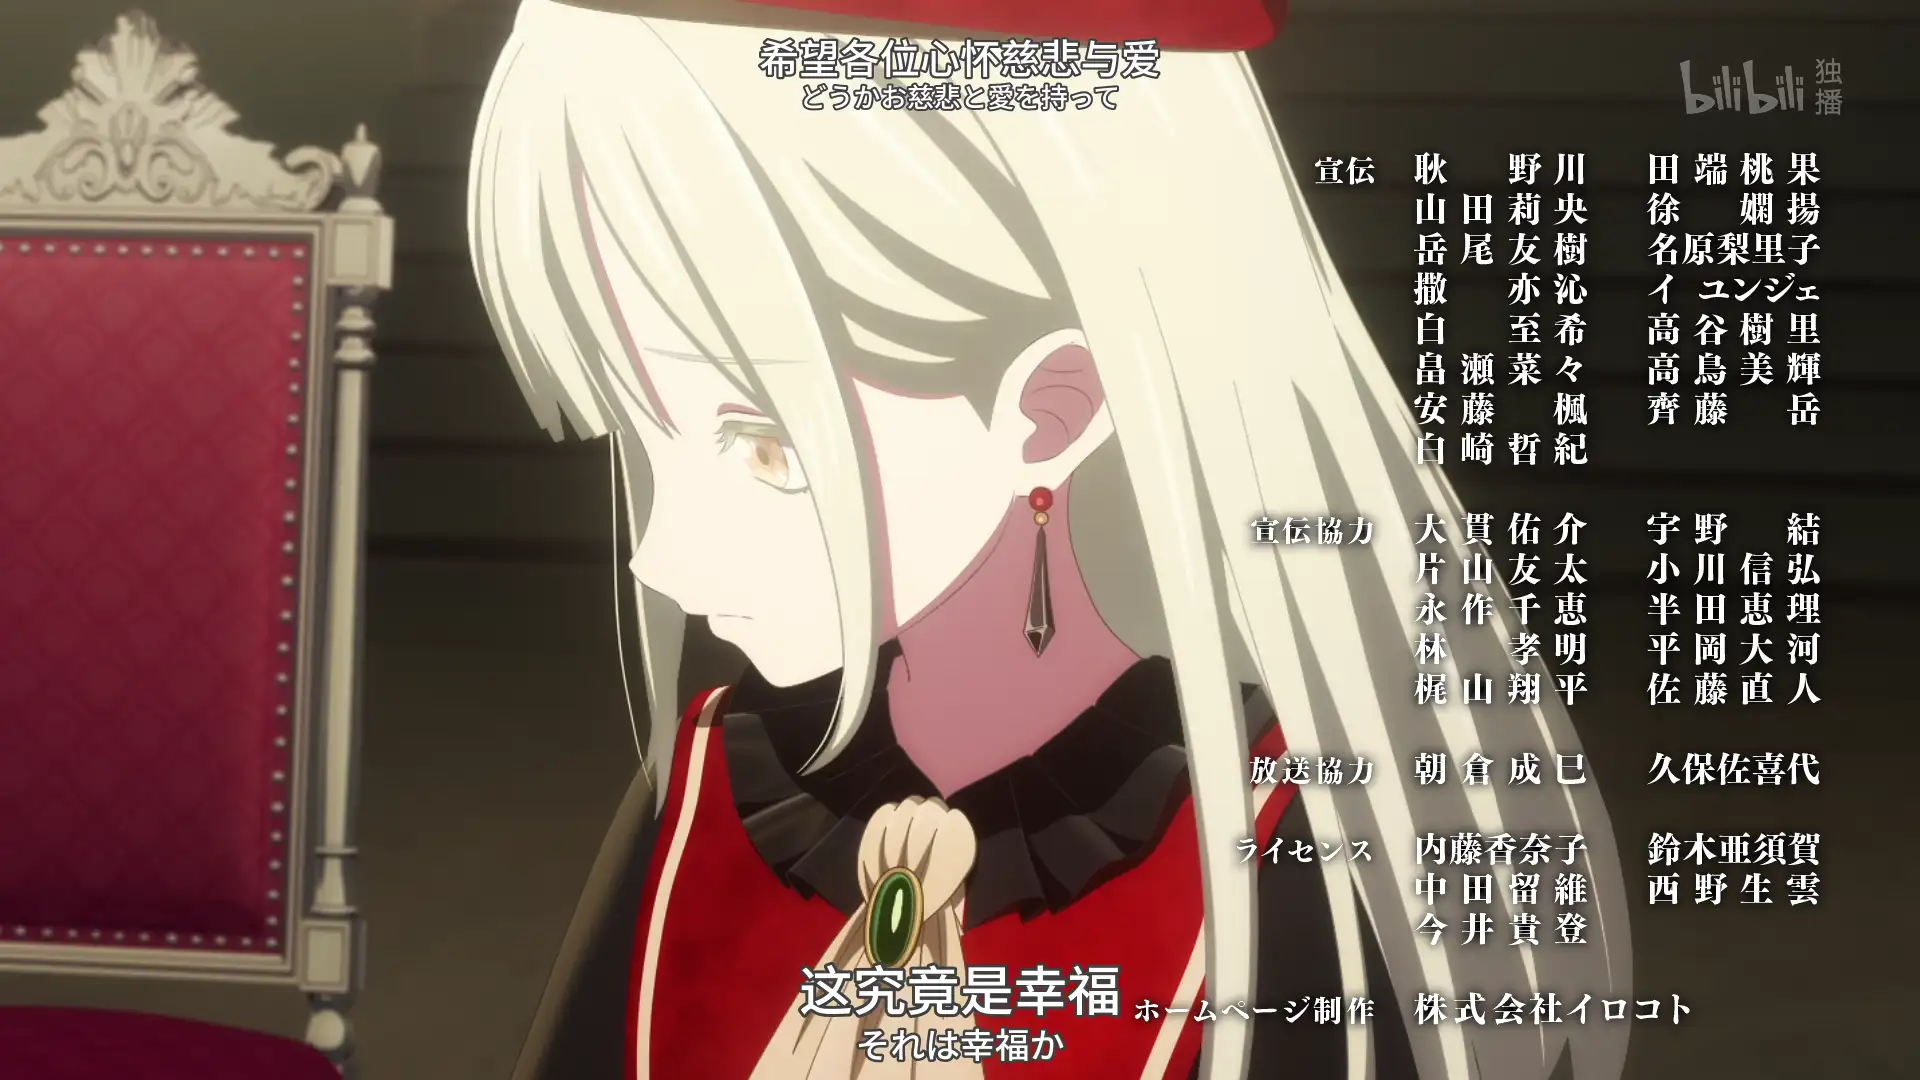 希望各位心怀慈悲与爱
どうかお慈悲と愛を持って
bilibili 独播
宣伝 耿野川 田端桃果
山田莉央 徐嫻揚
岳尾友樹 名原梨里子
撒亦沁 イ ユンジェ
白至希 高谷樹里
畠瀬菜々 高鳥美輝
安藤楓 齊藤岳
白崎哲紀
宣伝協力 大貫佑介 宇野結
片山友太 小川信弘
永作千恵 半田恵理
林孝明 平岡大河
梶山翔平 佐藤直人
放送協力 朝倉成巳 久保佐喜代
ライセンス 内藤香奈子 鈴木亜須賀
中田留維 西野生雲
今井貴登
ホームページ制作 株式会社イロコト
这究竟是幸福
それは幸福か